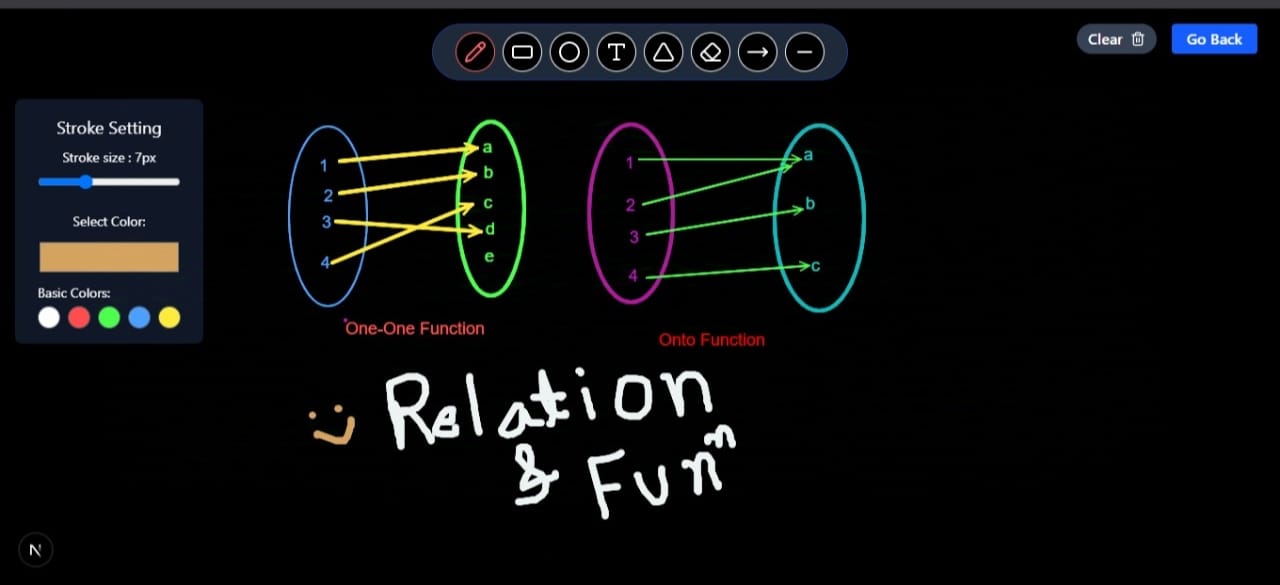 Clear
Go Back
T
Stroke Setting
Stroke size : 7px
Select Color:
Basic Colors:
1
2
3
4
a
b
c
d
e
One-One Function
1
2
3
4
a
b
c
Onto Function
Relation
& Funⁿ
N